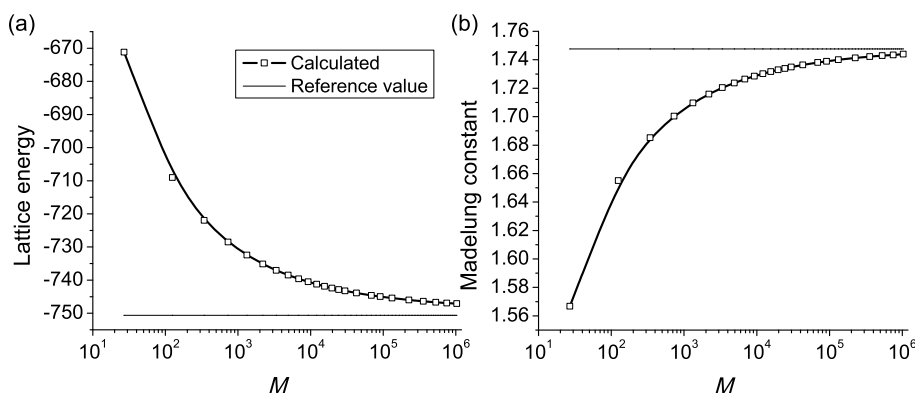 (a)
Lattice energy
-670
-680
-690
-700
-710
-720
-730
-740
-750
10^1 10^2 10^3 10^4 10^5 10^6
M
Calculated
Reference value
(b)
Madelung constant
1.76
1.74
1.72
1.70
1.68
1.66
1.64
1.62
1.60
1.58
1.56
10^1 10^2 10^3 10^4 10^5 10^6
M